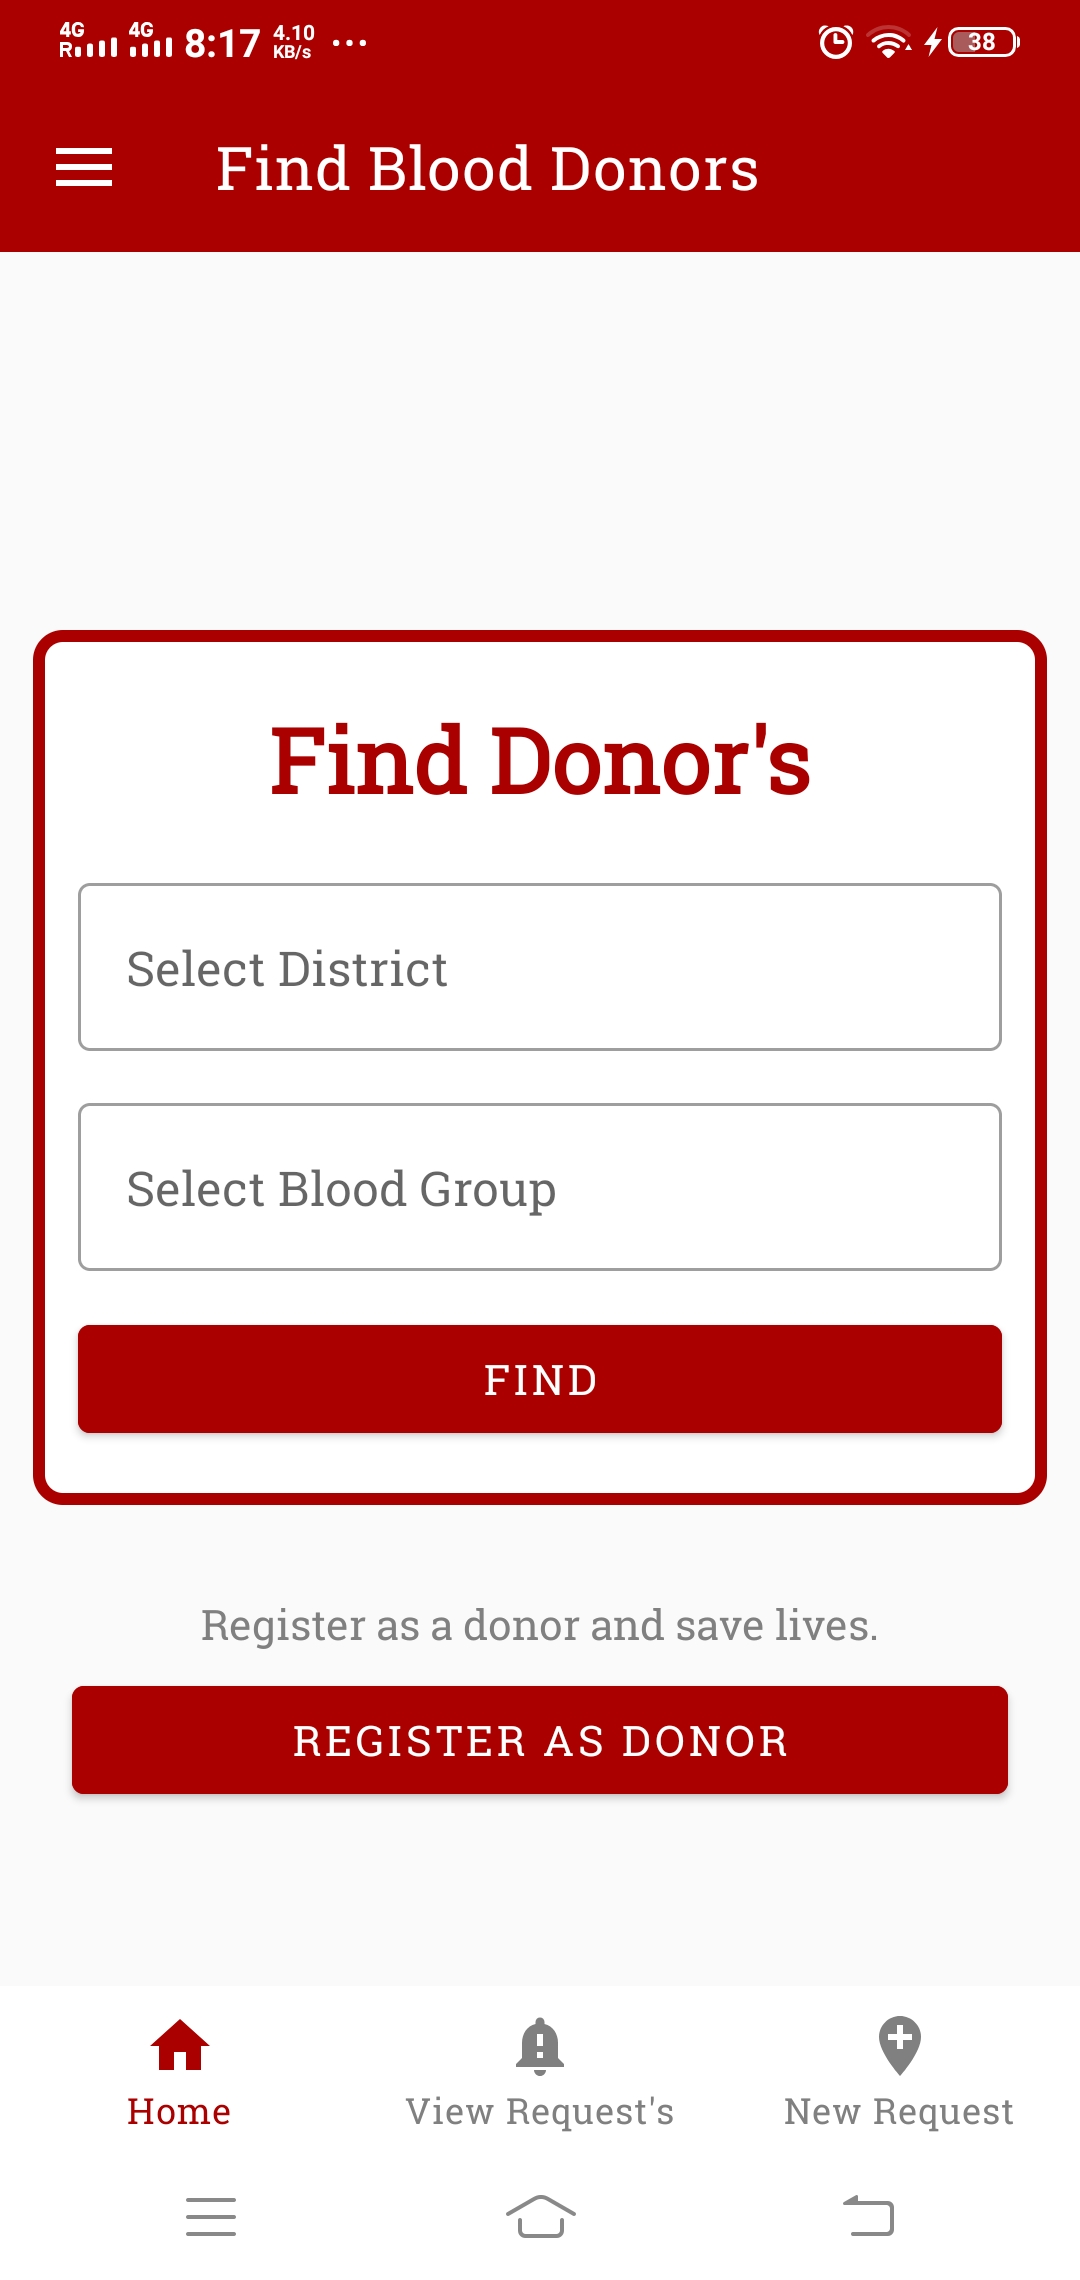 4G 4G 8:17 4.10
R KB/s ... 38
Find Blood Donors
Find Donor's
Select District
Select Blood Group
FIND
Register as a donor and save lives.
REGISTER AS DONOR
Home View Request's New Request